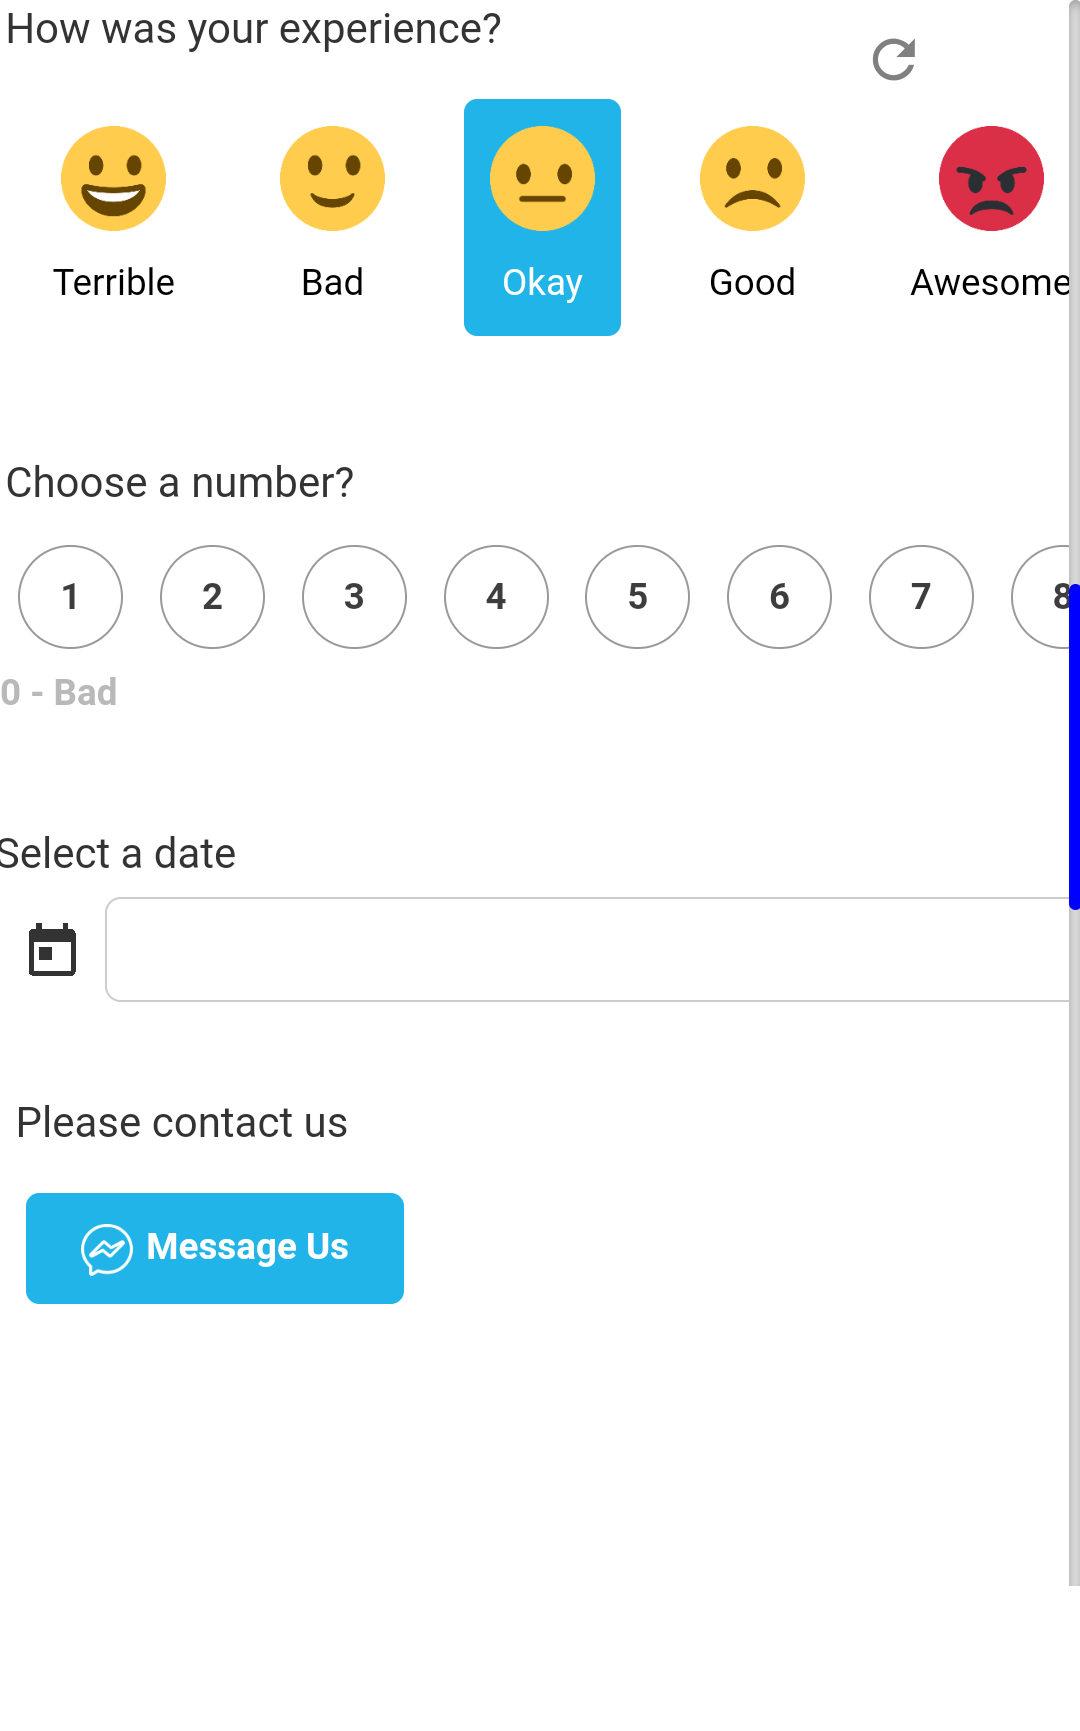 How was your experience?
Terrible Bad Okay Good Awesome
Choose a number?
1 2 3 4 5 6 7 8
0 - Bad
Select a date
Please contact us
Message Us